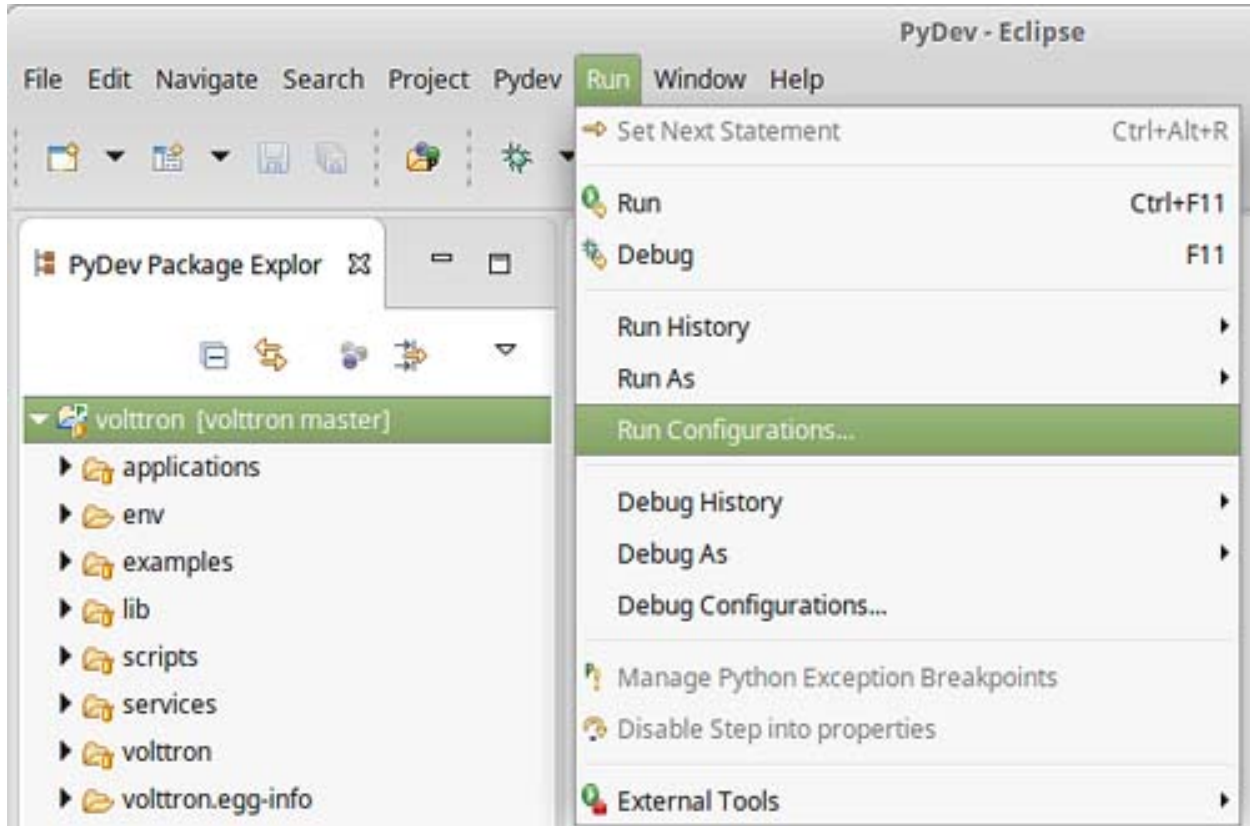 PyDev - Eclipse
File Edit Navigate Search Project Pydev Run Window Help
Set Next Statement Ctrl+Alt+R
Run Ctrl+F11
Debug F11
Run History
Run As
Run Configurations...
Debug History
Debug As
Debug Configurations...
Manage Python Exception Breakpoints
Disable Step into properties
External Tools
PyDev Package Explor
volttron [volttron master]
applications
env
examples
lib
scripts
services
volttron
volttron.egg-info